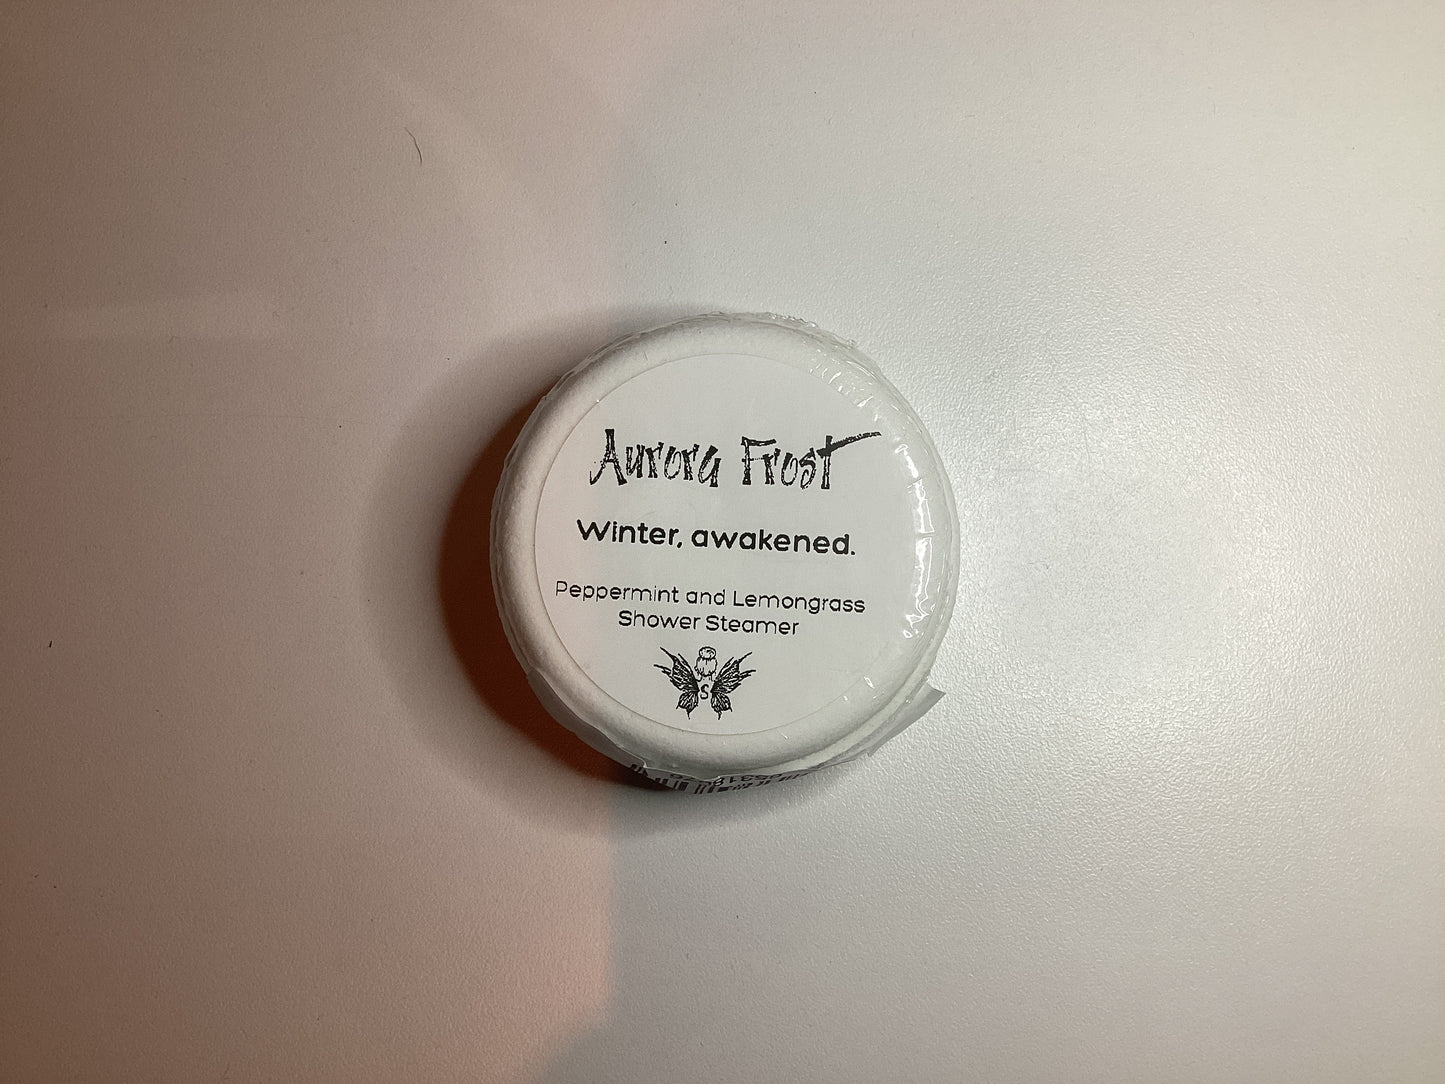 Aurora Frost
Winter, awakened.
Peppermint and Lemongrass
Shower Steamer
S